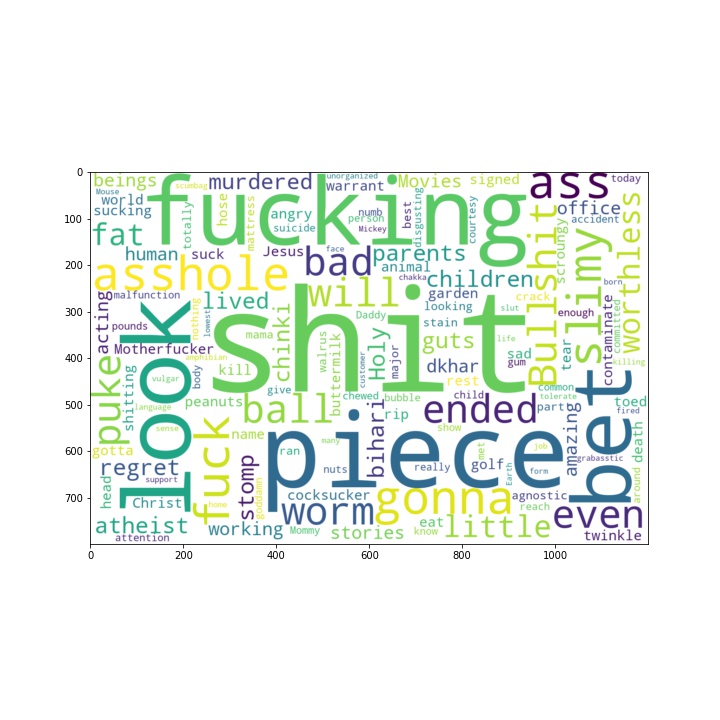 0
100
200
300
400
500
600
700
0
200
400
600
800
1000
beings
scumbag
murdered
unorganized
warrant
Movies
signed
ass
today
Mouse
world
sucking
fucking
hose
mattress
angry
suicide
numb
person
Mickey
best
disgusting
courtesy
office
accident
fat
totally
human
suck
Jesus
face
bad
parents
animal
chakka
children
Bullshit
scroungy
slimy
worthless
asshole
malfunction
lived
will
garden
looking
crack
born
acting
look
nothing
lowest
shit
Daddy
stain
slut
enough
contaminate
committed
pounds
Motherfucker
amphibian
mama
chinki
walrus
buttermilk
Holy
major
guts
life
sad
gum
tear
killing
puke
shitting
vulgar
body
kill
dkhar
rest
customer
give
chewed
bubble
child
common
tolerate
bet
language
peanuts
ball
bihari
rip
ended
part
toed
fired
gotta
sense
fuck
name
ran
many
piece
show
met
Earth
job
amazing
grabasstic
death
around
regret
head
support
stomp
goddamn
nuts
really
golf
form
Christ
home
cocksucker
worm
gonna
agnostic
reach
even
atheist
attention
working
Mommy
stories
eat
know
little
twinkle